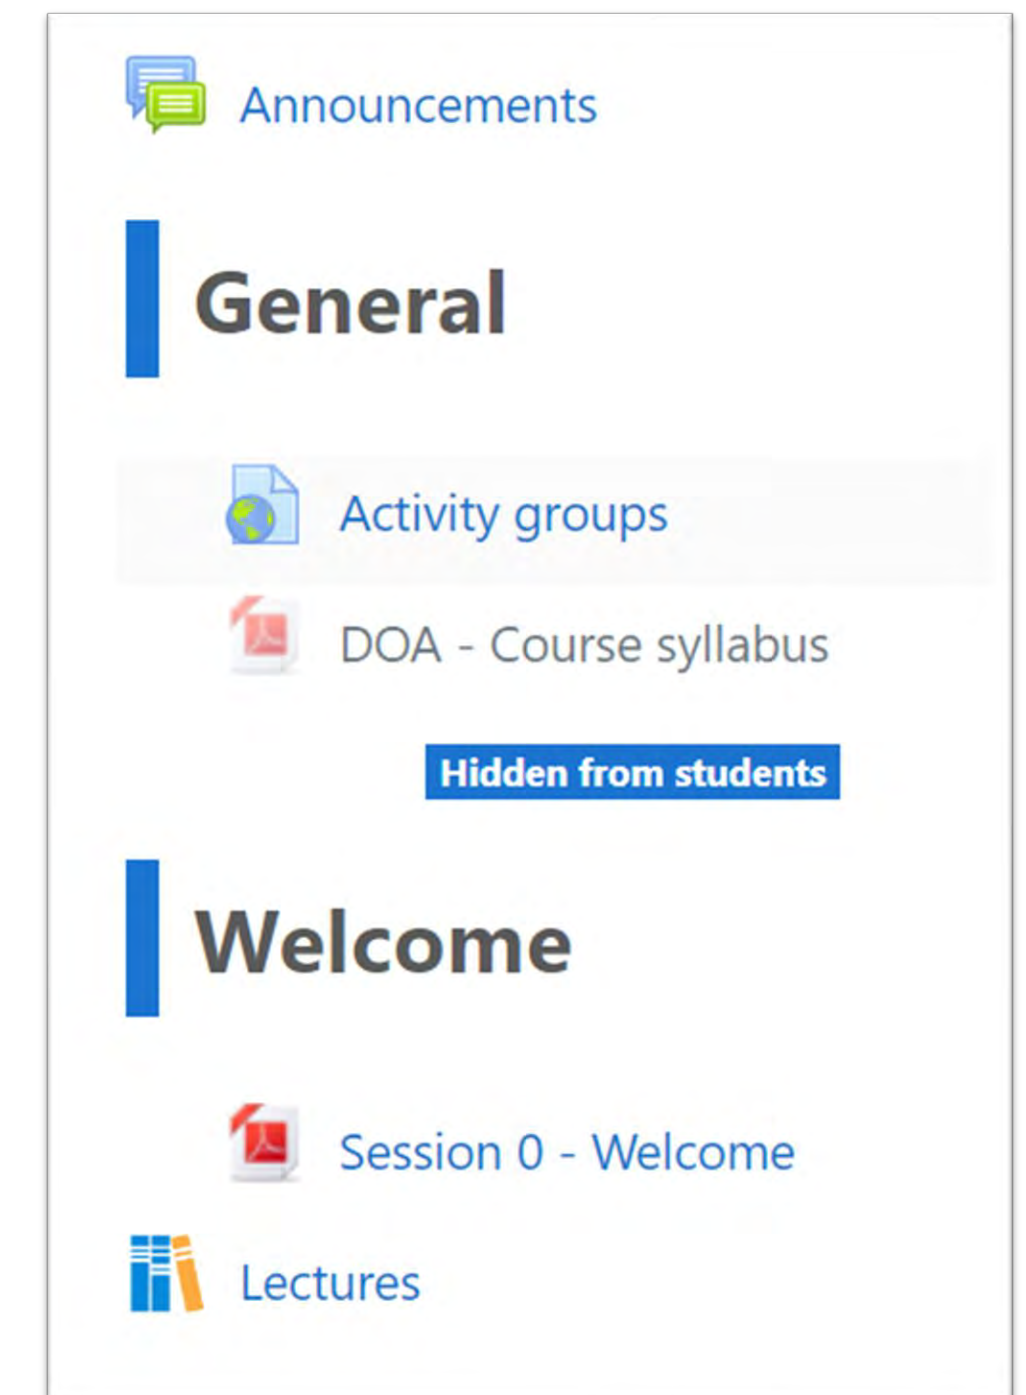 Announcements
General
Activity groups
DOA - Course syllabus
Hidden from students
Welcome
Session 0 - Welcome
Lectures